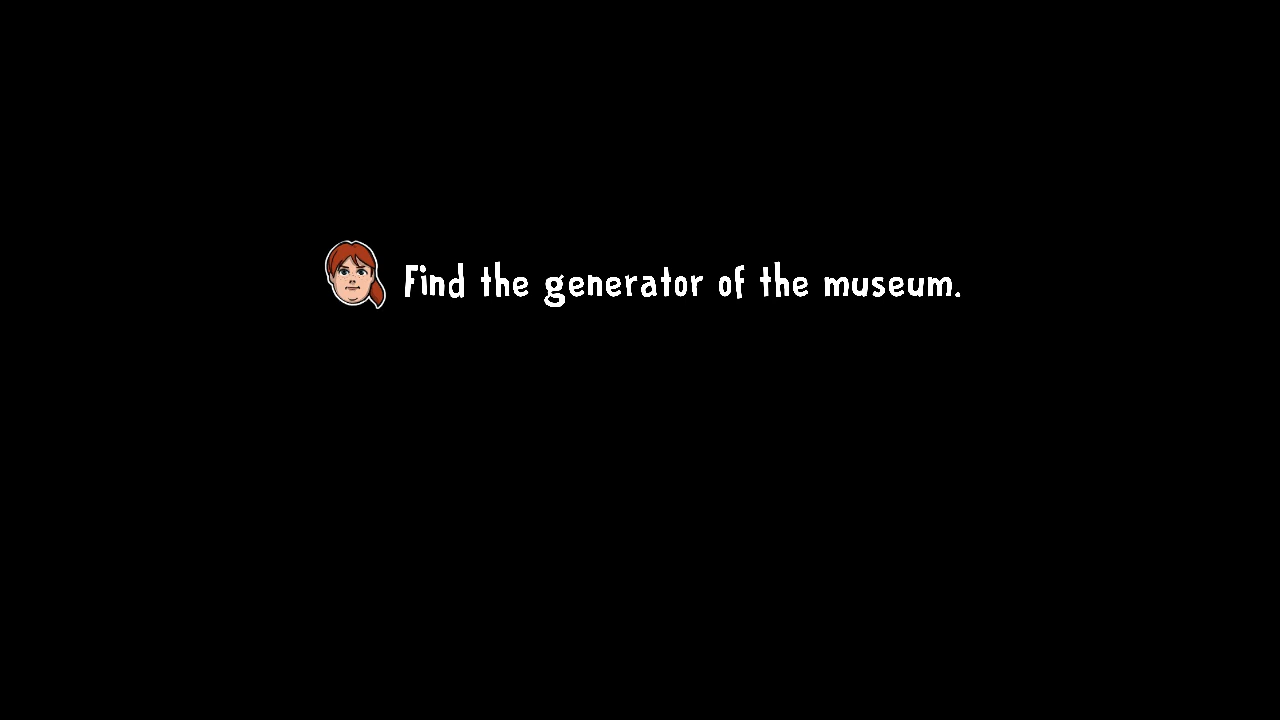 Find the generator of the museum.